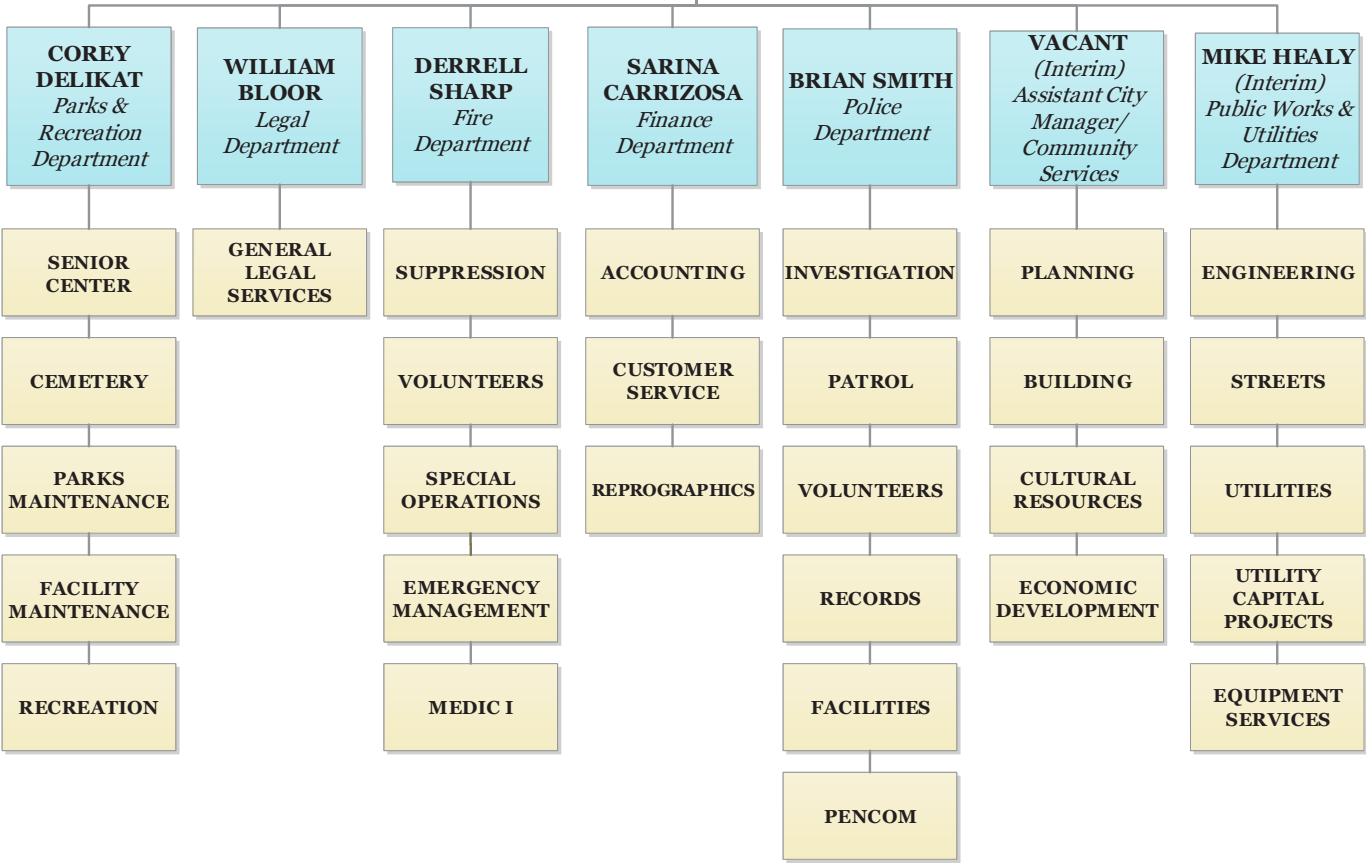 COREY
DELIKAT
Parks &
Recreation
Department
WILLIAM
BLOOR
Legal
Department
DERRELL
SHARP
Fire
Department
SARINA
CARRIZOSA
Finance
Department
BRIAN SMITH
Police
Department
VACANT
(Interim)
Assistant City
Manager/
Community
Services
MIKE HEALY
(Interim)
Public Works &
Utilities
Department
SENIOR
CENTER
CEMETERY
PARKS
MAINTENANCE
FACILITY
MAINTENANCE
RECREATION
GENERAL
LEGAL
SERVICES
SUPPRESSION
VOLUNTEERS
SPECIAL
OPERATIONS
EMERGENCY
MANAGEMENT
MEDIC I
ACCOUNTING
CUSTOMER
SERVICE
REPROGRAPHICS
INVESTIGATION
PATROL
VOLUNTEERS
RECORDS
FACILITIES
PENCOM
PLANNING
BUILDING
CULTURAL
RESOURCES
ECONOMIC
DEVELOPMENT
ENGINEERING
STREETS
UTILITIES
UTILITY
CAPITAL
PROJECTS
EQUIPMENT
SERVICES